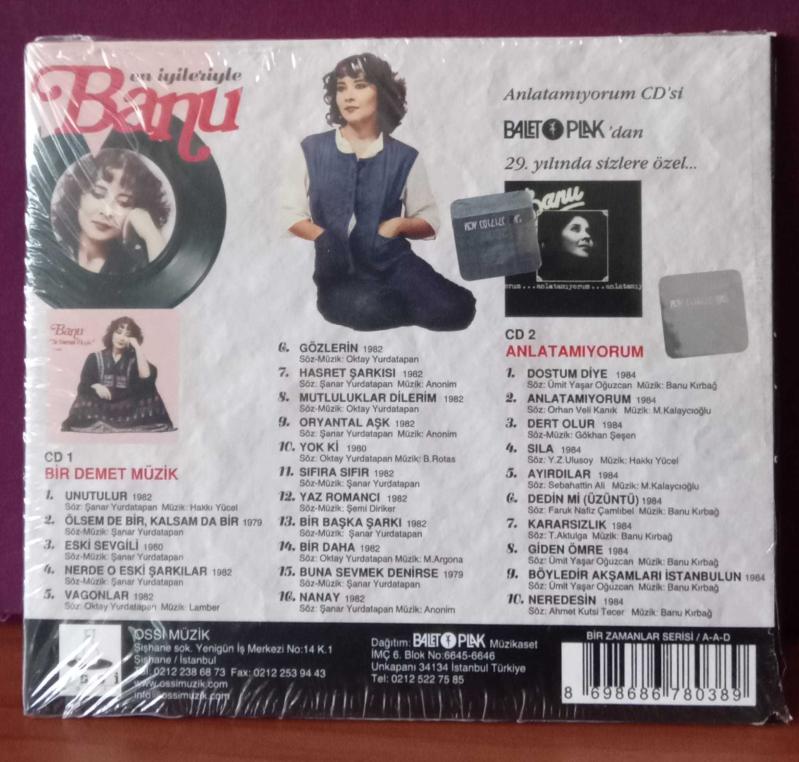 en iyileriyle
Banu
Anlatamıyorum CD'si
BALET PLAK 'dan
29. yılında sizlere özel...
Banu
...anlatamıyorum...anlatamıy
Banu
CD 1
BİR DEMET MÜZİK
1. UNUTULUR 1982
Söz: Şanar Yurdatapan Müzik: Hakkı Yücel
2. ÖLSEM DE BİR, KALSAM DA BİR 1979
Söz-Müzik: Şanar Yurdatapan
3. ESKİ SEVGİLİ 1980
Söz-Müzik: Şanar Yurdatapan
4. NERDE O ESKİ ŞARKILAR 1982
Söz-Müzik: Şanar Yurdatapan
5. VAGONLAR 1982
Söz: Oktay Yurdatapan Müzik: Lamber
6. GÖZLERİN 1982
Söz-Müzik: Oktay Yurdatapan
7. HASRET ŞARKISI 1982
Söz: Şanar Yurdatapan Müzik: Anonim
8. MUTLULUKLAR DİLERİM 1982
Söz-Müzik: Oktay Yurdatapan
9. ORYANTAL AŞK 1982
Söz: Şanar Yurdatapan Müzik: Anonim
10. YOK Kİ 1980
Söz: Oktay Yurdatapan Müzik: B.Rotas
11. SIFIRA SIFIR 1982
Söz-Müzik: Şanar Yurdatapan
12. YAZ ROMANCI 1982
Söz-Müzik: Şemi Diriker
13. BİR BAŞKA ŞARKI 1982
Söz-Müzik: Şanar Yurdatapan
14. BİR DAHA 1982
Söz: Oktay Yurdatapan Müzik: M.Argona
15. BUNA SEVMEK DENİRSE 1979
Söz-Müzik: Şanar Yurdatapan
16. NANAY 1982
Söz: Şanar Yurdatapan Müzik: Anonim
CD 2
ANLATAMIYORUM
1. DOSTUM DİYE 1984
Söz: Ümit Yaşar Oğuzcan Müzik: Banu Kırbağ
2. ANLATAMIYORUM 1984
Söz: Orhan Veli Kanık Müzik: M.Kalaycıoğlu
3. DERT OLUR 1984
Söz-Müzik: Gökhan Şeşen
4. SILA 1984
Söz: Y.Z.Ulusoy Müzik: Hakkı Yücel
5. AYIRDILAR 1984
Söz: Sebahattin Ali Müzik: M.Kalaycıoğlu
6. DEDİN Mİ (ÜZÜNTÜ) 1984
Söz: Faruk Nafiz Çamlıbel Müzik: Banu Kırbağ
7. KARARSIZLIK 1984
Söz: T.Aktulga Müzik: Banu Kırbağ
8. GİDEN ÖMRE 1984
Söz: Ümit Yaşar Oğuzcan Müzik: Banu Kırbağ
9. BÖYLEDİR AKŞAMLARI İSTANBULUN 1984
Söz: Ümit Yaşar Oğuzcan Müzik: Banu Kırbağ
10. NEREDESİN 1984
Söz: Ahmet Kutsi Tecer Müzik: Banu Kırbağ
OSSİ MÜZİK
Şişhane sok. Yenigün İş Merkezi No:14 K.1
Şişhane / İstanbul
Tel: 0212 238 68 73 Fax: 0212 253 94 43
www.ossimuzik.com
info@ossimuzik.com
Dağıtım: BALET PLAK Müzikaset
İMÇ 6. Blok No:6645-6646
Unkapanı 34134 İstanbul Türkiye
Tel: 0212 522 75 85
BİR ZAMANLAR SERİSİ / A-A-D
8 698686 780389